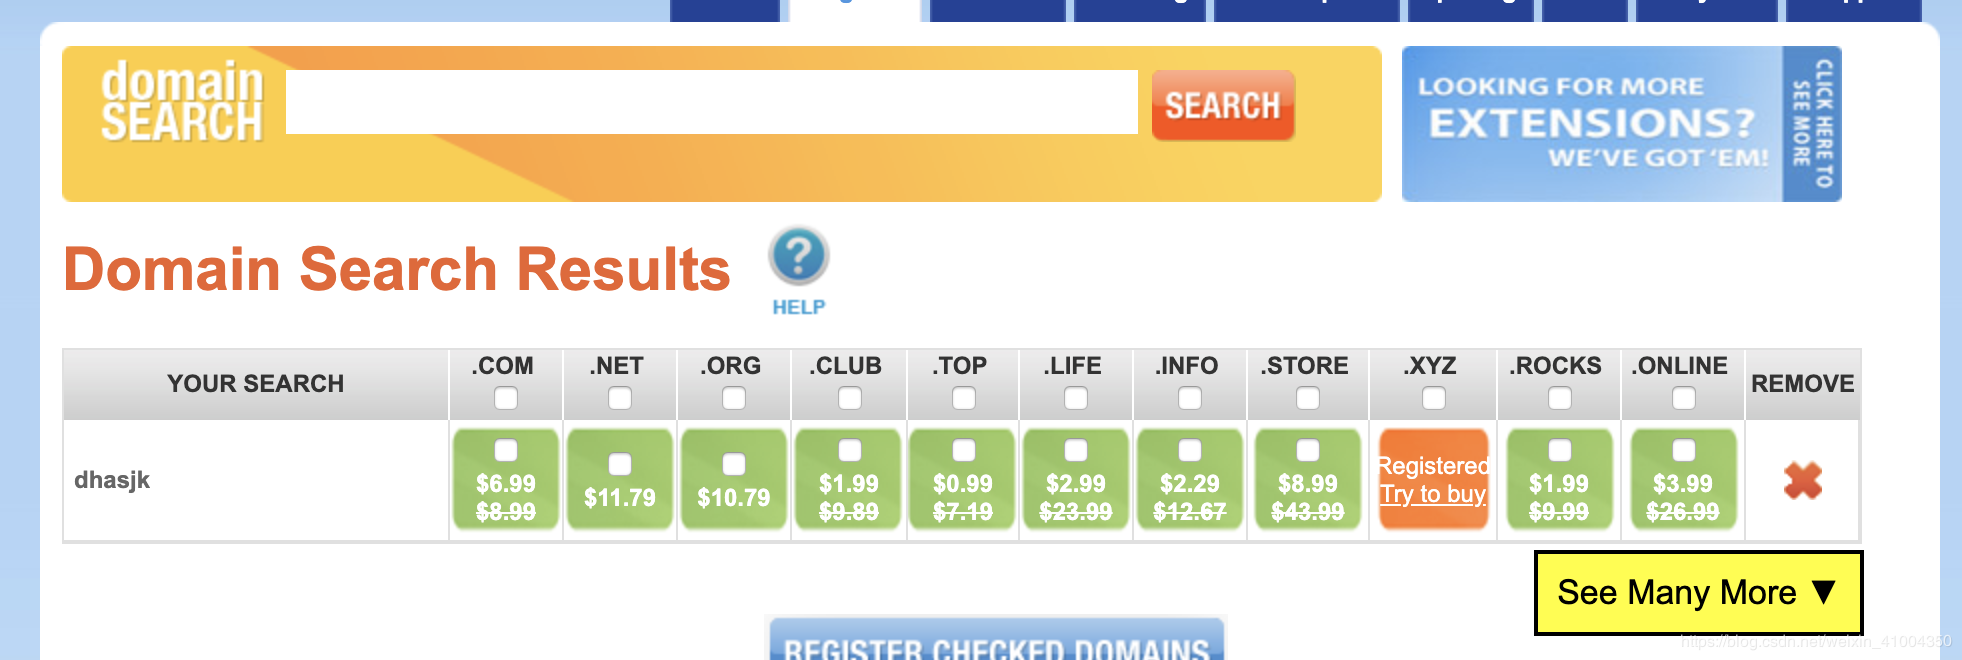 domain
SEARCH
SEARCH
LOOKING FOR MORE
EXTENSIONS?
WE'VE GOT 'EM!
CLICK HERE TO
SEE MORE
Domain Search Results
?
HELP
YOUR SEARCH .COM .NET .ORG .CLUB .TOP .LIFE .INFO .STORE .XYZ .ROCKS .ONLINE REMOVE
dhasjk
$6.99
$8.99
$11.79
$10.79
$1.99
$9.89
$0.99
$7.19
$2.99
$23.99
$2.29
$12.67
$8.99
$43.99
Registered
Try to buy
$1.99
$9.99
$3.99
$26.99
See Many More ▼
REGISTER CHECKED DOMAINS
https://blog.csdn.net/weixin_41004350